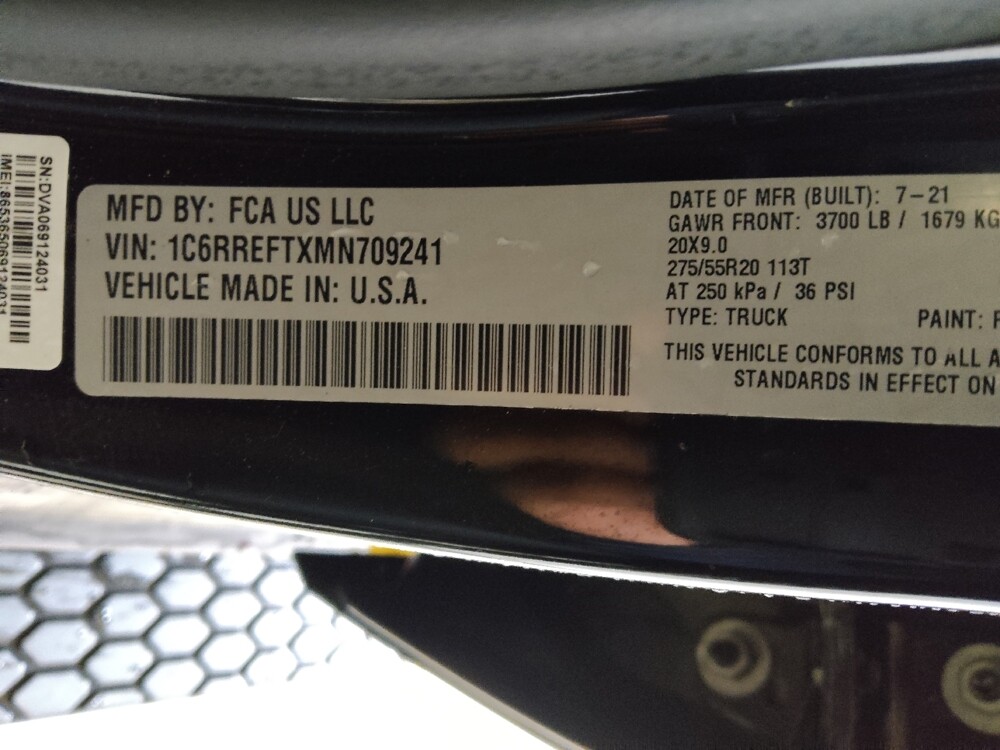 SN:DVA069124031
IMEI:865365069124031
MFD BY: FCA US LLC
VIN: 1C6RREFTXMN709241
VEHICLE MADE IN: U.S.A.
DATE OF MFR (BUILT): 7-21
GAWR FRONT: 3700 LB / 1679 KG
20X9.0
275/55R20 113T
AT 250 kPa / 36 PSI
TYPE: TRUCK PAINT:
THIS VEHICLE CONFORMS TO ALL
STANDARDS IN EFFECT ON